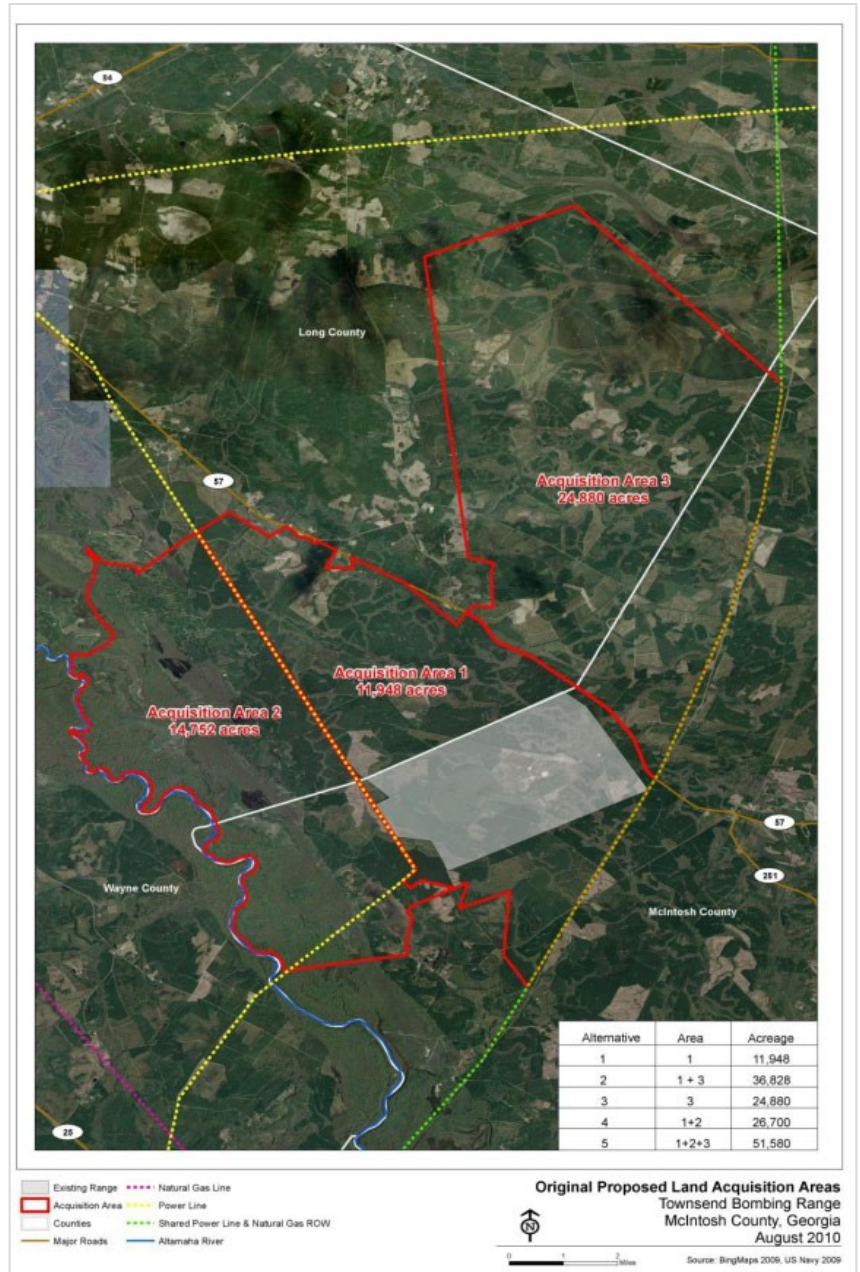 84
Long County
57
Acquisition Area 3
24,880 acres
Acquisition Area 1
11,948 acres
Acquisition Area 2
14,752 acres
57
251
Wayne County
McIntosh County
25
Alternative Area Acreage
1 1 11,948
2 1 + 3 36,828
3 3 24,880
4 1+2 26,700
5 1+2+3 51,580
Existing Range
Acquisition Area
Counties
Major Roads
Natural Gas Line
Power Line
Shared Power Line & Natural Gas ROW
Altamaha River
N
Original Proposed Land Acquisition Areas
Townsend Bombing Range
McIntosh County, Georgia
August 2010
0 1 2
Miles
Source: BingMaps 2009, US Navy 2009